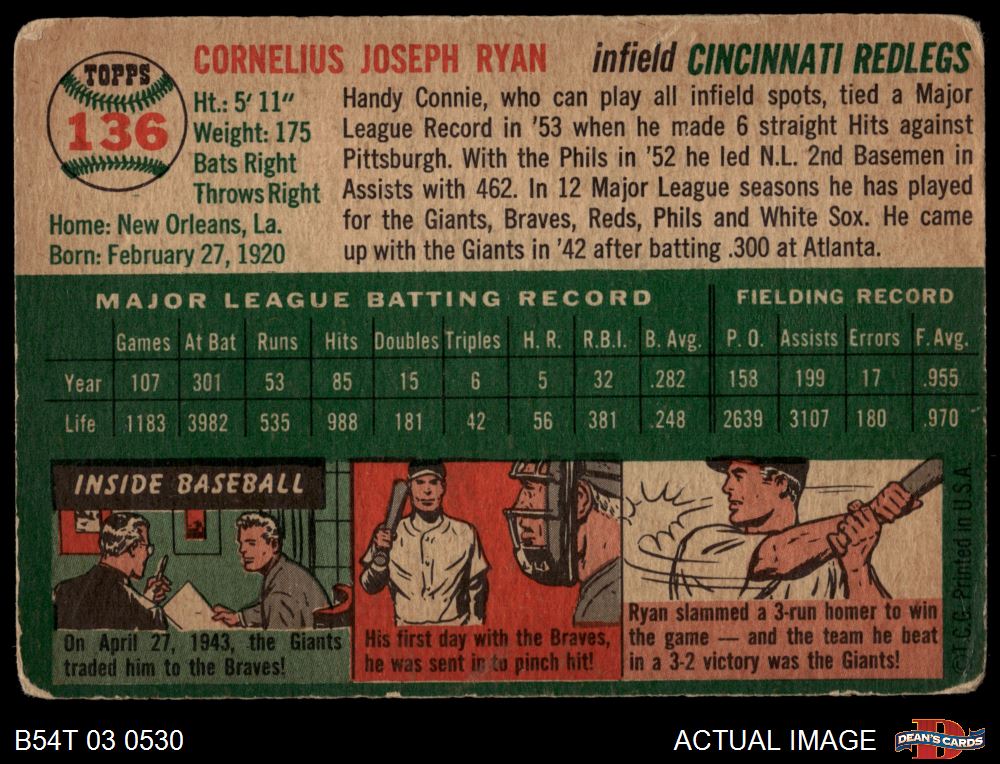 TOPPS
136
CORNELIUS JOSEPH RYAN infield CINCINNATI REDLEGS
Ht.: 5' 11"
Weight: 175
Bats Right
Throws Right
Home: New Orleans, La.
Born: February 27, 1920
Handy Connie, who can play all infield spots, tied a Major
League Record in '53 when he made 6 straight Hits against
Pittsburgh. With the Phils in '52 he led N.L. 2nd Basemen in
Assists with 462. In 12 Major League seasons he has played
for the Giants, Braves, Reds, Phils and White Sox. He came
up with the Giants in '42 after batting .300 at Atlanta.
MAJOR LEAGUE BATTING RECORD FIELDING RECORD
Games At Bat Runs Hits Doubles Triples H. R. R.B.I. B. Avg. P. O. Assists Errors F. Avg.
Year 107 301 53 85 15 6 5 32 .282 158 199 17 .955
Life 1183 3982 535 988 181 42 56 381 .248 2639 3107 180 .970
INSIDE BASEBALL
On April 27, 1943, the Giants
traded him to the Braves!
His first day with the Braves,
he was sent in to pinch hit!
Ryan slammed a 3-run homer to win
the game — and the team he beat
in a 3-2 victory was the Giants!
©T.C.G. Printed in U.S.A.
B54T 03 0530
ACTUAL IMAGE
DEAN'S CARDS